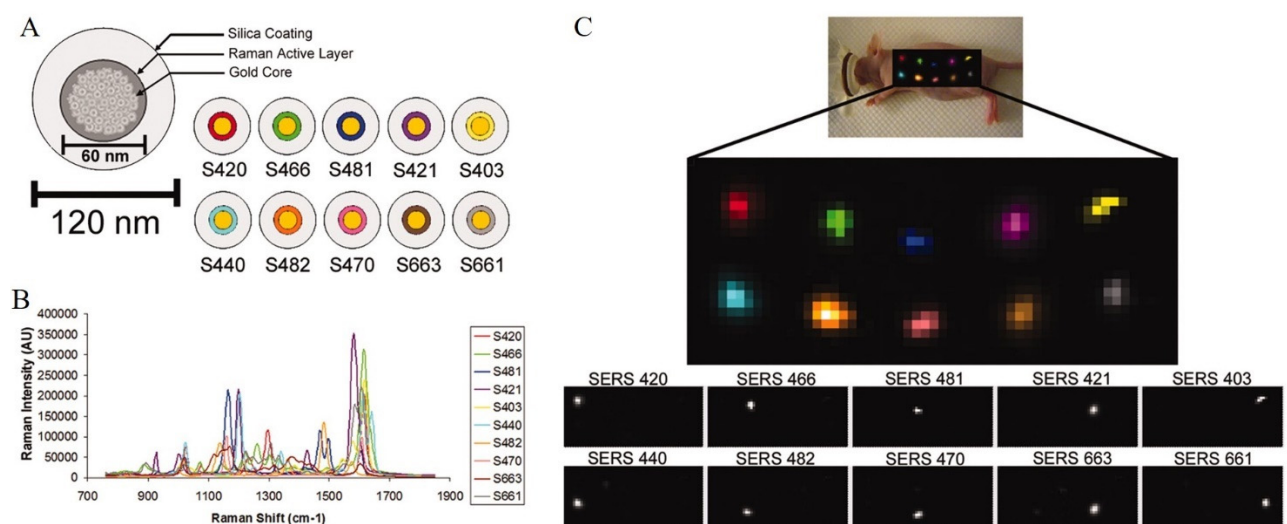 A
Silica Coating
Raman Active Layer
Gold Core
60 nm
120 nm
S420 S466 S481 S421 S403
S440 S482 S470 S663 S661
B
Raman Intensity (AU)
400000
350000
300000
250000
200000
150000
100000
50000
0
700 900 1100 1300 1500 1700 1900
Raman Shift (cm-1)
S420
S466
S481
S421
S403
S440
S482
S470
S663
S661
C
SERS 420 SERS 466 SERS 481 SERS 421 SERS 403
SERS 440 SERS 482 SERS 470 SERS 663 SERS 661